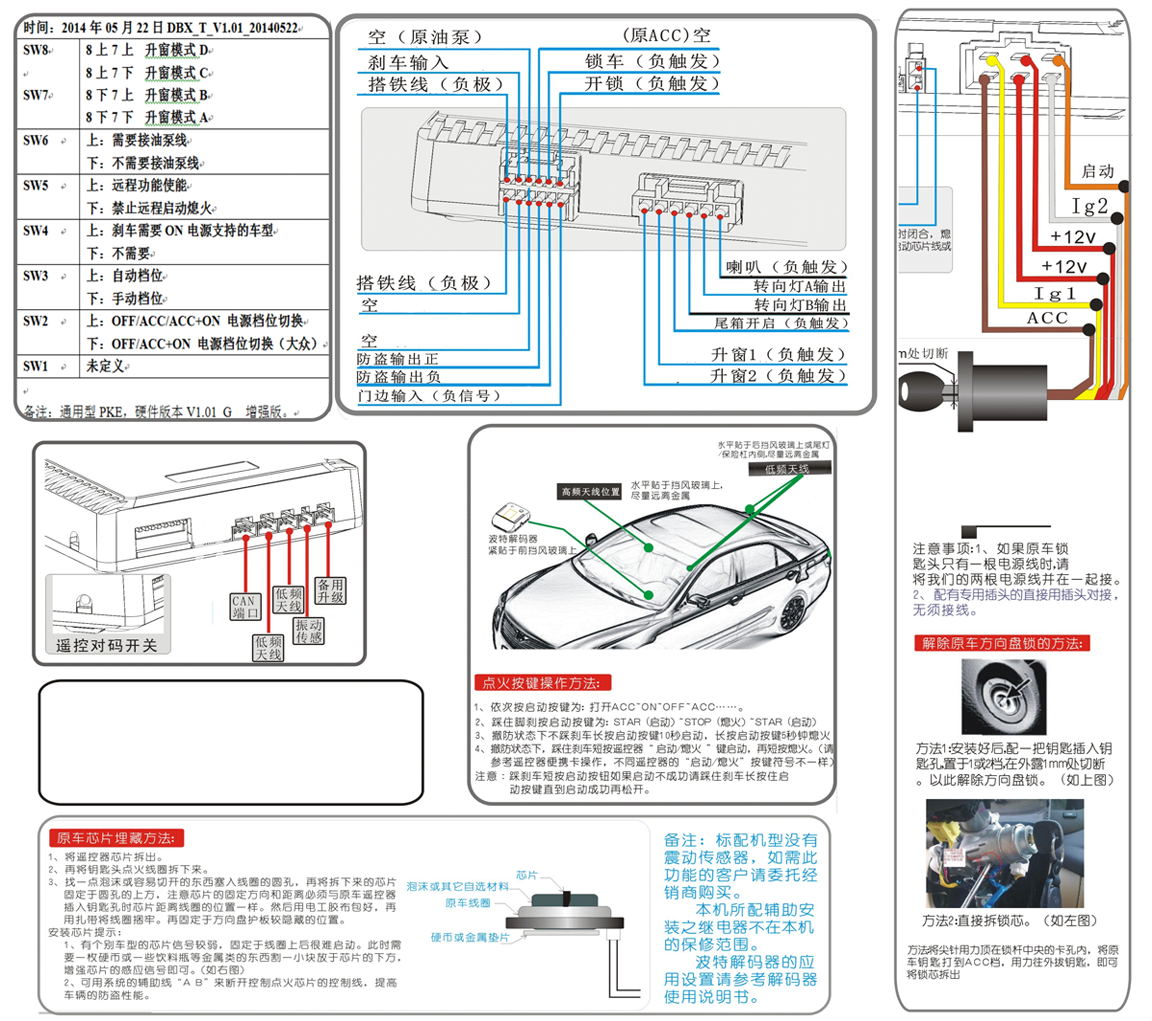 时间：2014 年 05 月 22 日 DBX_T_V1.01_20140522
SW8 8 上 7 上 升窗模式 D
8 上 7 下 升窗模式 C
SW7 8 下 7 上 升窗模式 B
8 下 7 下 升窗模式 A
SW6 上：需要接油泵线
下：不需要接油泵线
SW5 上：远程功能使能
下：禁止远程启动熄火
SW4 上：刹车需要 ON 电源支持的车型
下：不需要
SW3 上：自动档位
下：手动档位
SW2 上：OFF/ACC/ACC+ON 电源档位切换
下：OFF/ACC+ON 电源档位切换（大众）
SW1 未定义
备注：通用型 PKE，硬件版本 V1.01 G 增强版。
空（原油泵）
刹车输入
搭铁线（负极）
(原ACC)空
锁车（负触发）
开锁（负触发）
搭铁线（负极）
空
空
防盗输出正
防盗输出负
门边输入（负信号）
喇叭（负触发）
转向灯A输出
转向灯B输出
尾箱开启（负触发）
升窗1（负触发）
升窗2（负触发）
启动
Ig2
+12v
+12v
Ig1
ACC
时闭合，熄
启动芯片线或
m处切断
CAN
端口
低频
天线
低频
天线
振动
传感
备用
升级
遥控对码开关
水平贴于后挡风玻璃上或尾灯
/保险杠内侧,尽量远离金属
低频天线
高频天线位置
水平贴于挡风玻璃上，
尽量远离金属
波特解码器
紧贴于前挡风玻璃上
点火按键操作方法:
1、依次按启动按键为：打开ACC~ON~OFF~ACC……。
2、踩住脚刹按启动按键为：STAR（启动）~STOP（熄火）~STAR（启动）
3、撤防状态下不踩刹车长按启动按键10秒启动，长按启动按键5秒钟熄火
4、撤防状态下，踩住刹车短按遥控器“启动/熄火 ”键启动，再短按熄火。（请
参考遥控器便携卡操作，不同遥控器的“启动/熄火”按键符号不一样）
注意：踩刹车短按启动按钮如果启动不成功请踩住刹车长按住启
动按键直到启动成功再松开。
注意事项:1、如果原车锁
匙头只有一根电源线时,请
将我们的两根电源线并在一起接。
2、配有专用插头的直接用插头对接，
无须接线。
解除原车方向盘锁的方法:
方法1:安装好后,配一把钥匙插入钥
匙孔,置于1或2档,在外露1mm处切断
。以此解除方向盘锁。（如上图）
方法2:直接拆锁芯。（如左图）
方法将尖针用力顶在锁杆中央的卡孔内，将原
车钥匙打到ACC档，用力往外拔钥匙，即可
将锁芯拆出
原车芯片埋藏方法:
1、将遥控器芯片拆出。
2、再将钥匙头点火线圈拆下来。
3、找一点泡沫或容易切开的东西塞入线圈的圆孔，再将拆下来的芯片
固定于圆孔的上方，注意芯片的固定方向和距离必须与原车遥控器
插入钥匙孔时芯片距离线圈的位置一样。然后用电工胶布包好，再
用扎带将线圈捆牢。再固定于方向盘护板较隐藏的位置。
安装芯片提示：
1、有个别车型的芯片信号较弱，固定于线圈上后很难启动。此时需
要一枚硬币或一些饮料瓶等金属类的东西割一小块放于芯片的下方，
增强芯片的感应信号即可。(如右图)
2、可用系统的辅助线“A B”来断开控制点火芯片的控制线，提高
车辆的防盗性能。
芯片
泡沫或其它自选材料
原车线圈
硬币或金属垫片
备注：标配机型没有
震动传感器，如需此
功能的客户请委托经
销商购买。
本机所配辅助安
装之继电器不在本机
的保修范围。
波特解码器的应
用设置请参考解码器
使用说明书。